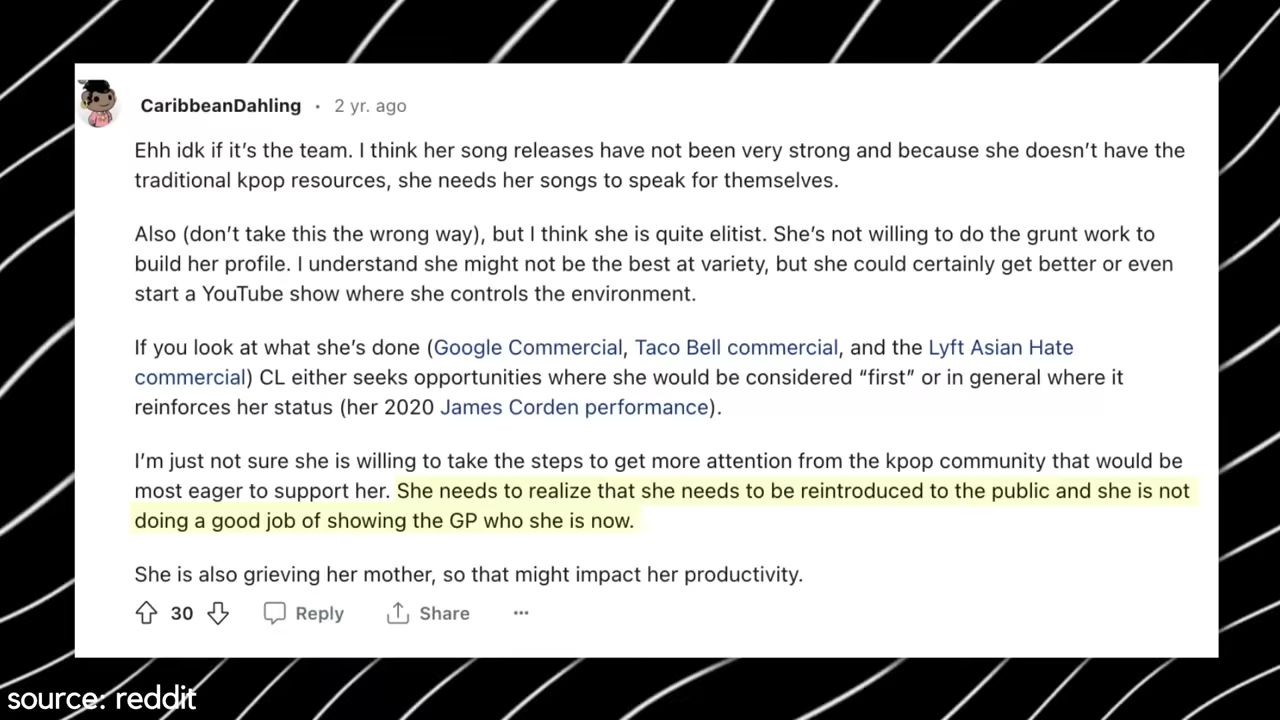 CaribbeanDahling · 2 yr. ago
Ehh idk if it’s the team. I think her song releases have not been very strong and because she doesn’t have the
traditional kpop resources, she needs her songs to speak for themselves.
Also (don’t take this the wrong way), but I think she is quite elitist. She’s not willing to do the grunt work to
build her profile. I understand she might not be the best at variety, but she could certainly get better or even
start a YouTube show where she controls the environment.
If you look at what she’s done (Google Commercial, Taco Bell commercial, and the Lyft Asian Hate
commercial) CL either seeks opportunities where she would be considered “first” or in general where it
reinforces her status (her 2020 James Corden performance).
I’m just not sure she is willing to take the steps to get more attention from the kpop community that would be
most eager to support her. She needs to realize that she needs to be reintroduced to the public and she is not
doing a good job of showing the GP who she is now.
She is also grieving her mother, so that might impact her productivity.
30 Reply Share ···
source: reddit